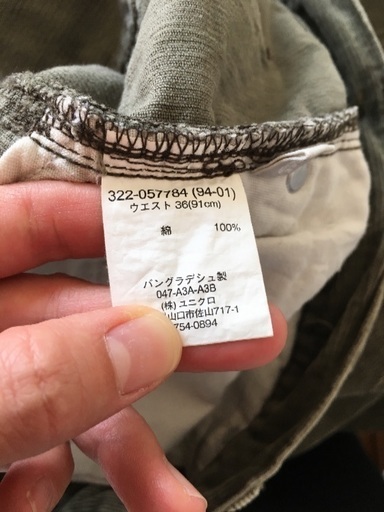 322-057784 (94-01)
ウエスト 36(91cm)
綿 100%
バングラデシュ製
047-A3A-A3B
(株) ユニクロ
山口市佐山717-1
754-0894